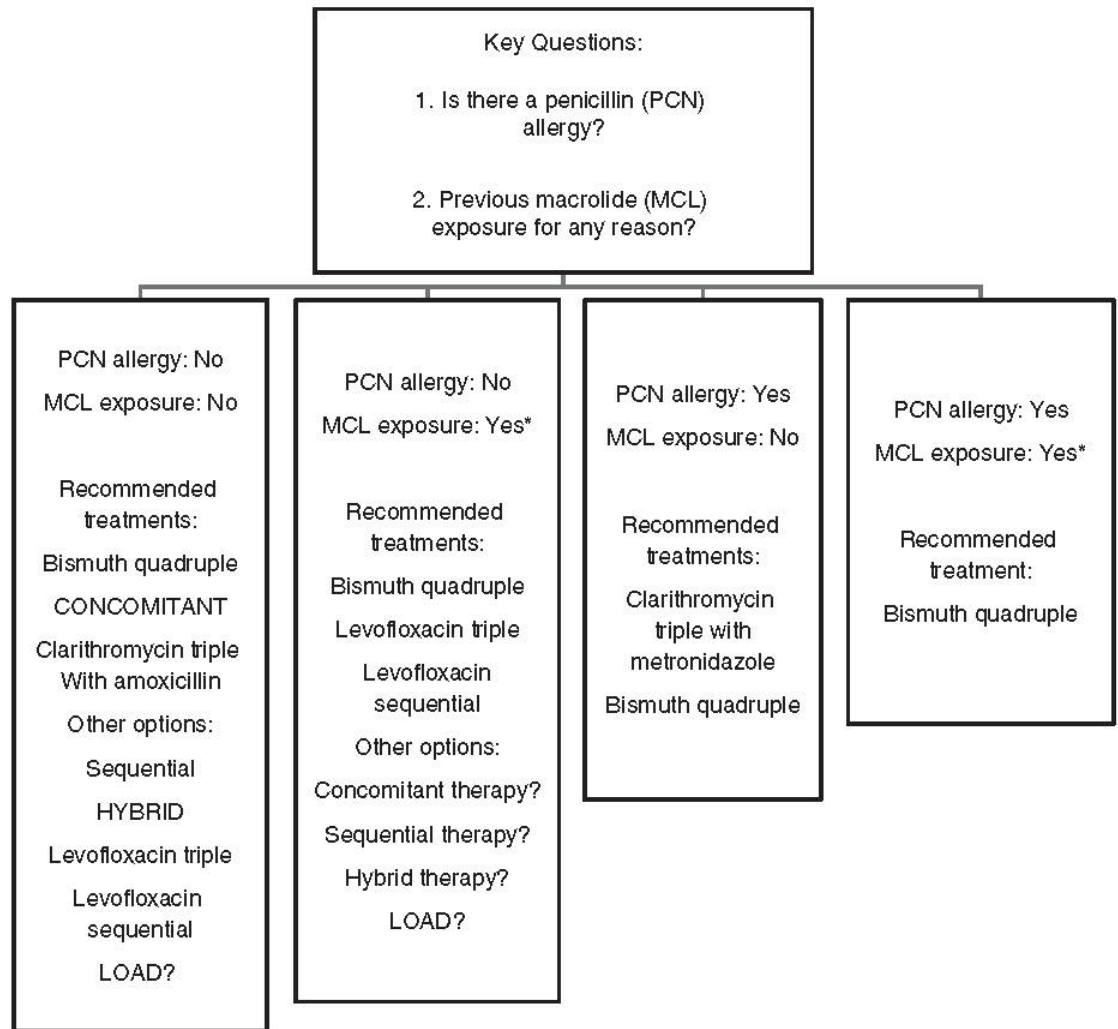 Key Questions:
1. Is there a penicillin (PCN)
allergy?
2. Previous macrolide (MCL)
exposure for any reason?
PCN allergy: No
MCL exposure: No
Recommended
treatments:
Bismuth quadruple
CONCOMITANT
Clarithromycin triple
With amoxicillin
Other options:
Sequential
HYBRID
Levofloxacin triple
Levofloxacin
sequential
LOAD?
PCN allergy: No
MCL exposure: Yes*
Recommended
treatments:
Bismuth quadruple
Levofloxacin triple
Levofloxacin
sequential
Other options:
Concomitant therapy?
Sequential therapy?
Hybrid therapy?
LOAD?
PCN allergy: Yes
MCL exposure: No
Recommended
treatments:
Clarithromycin
triple with
metronidazole
Bismuth quadruple
PCN allergy: Yes
MCL exposure: Yes*
Recommended
treatment:
Bismuth quadruple